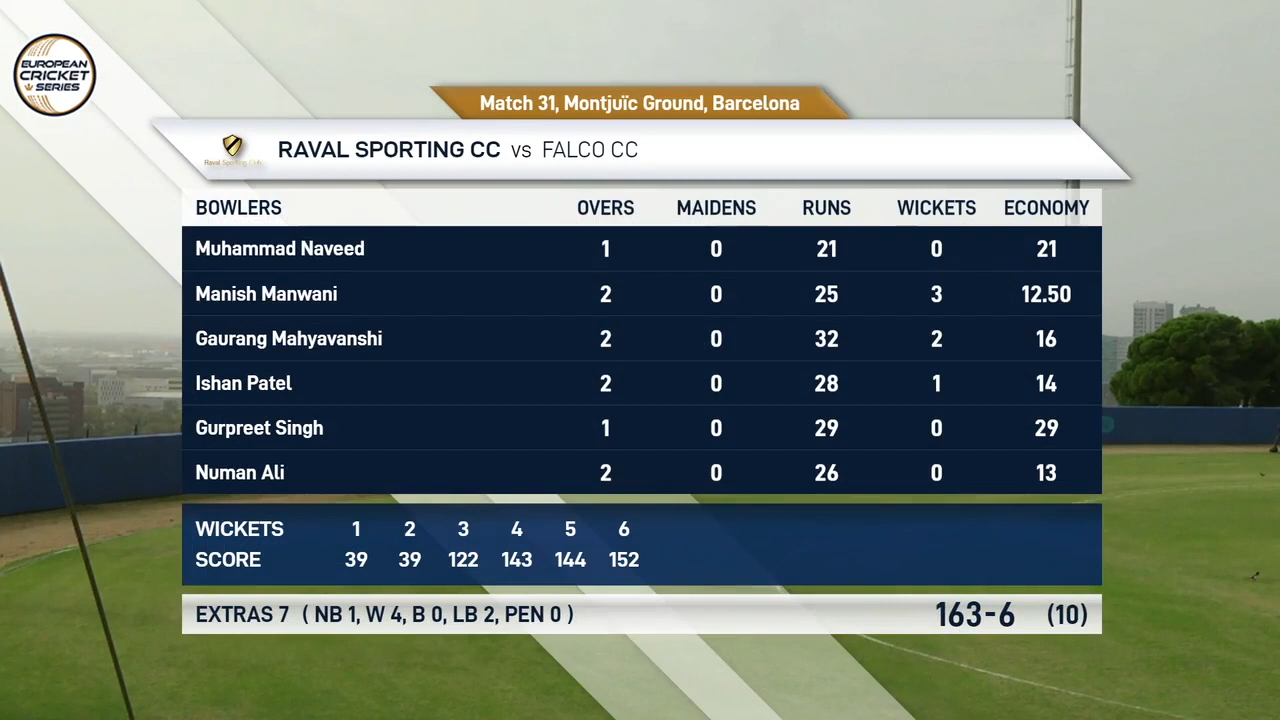 EUROPEAN
CRICKET
SERIES
Match 31, Montjuïc Ground, Barcelona
RAVAL SPORTING CC vs FALCO CC
BOWLERS OVERS MAIDENS RUNS WICKETS ECONOMY
Muhammad Naveed 1 0 21 0 21
Manish Manwani 2 0 25 3 12.50
Gaurang Mahyavanshi 2 0 32 2 16
Ishan Patel 2 0 28 1 14
Gurpreet Singh 1 0 29 0 29
Numan Ali 2 0 26 0 13
WICKETS 1 2 3 4 5 6
SCORE 39 39 122 143 144 152
EXTRAS 7 ( NB 1, W 4, B 0, LB 2, PEN 0 ) 163-6 (10)